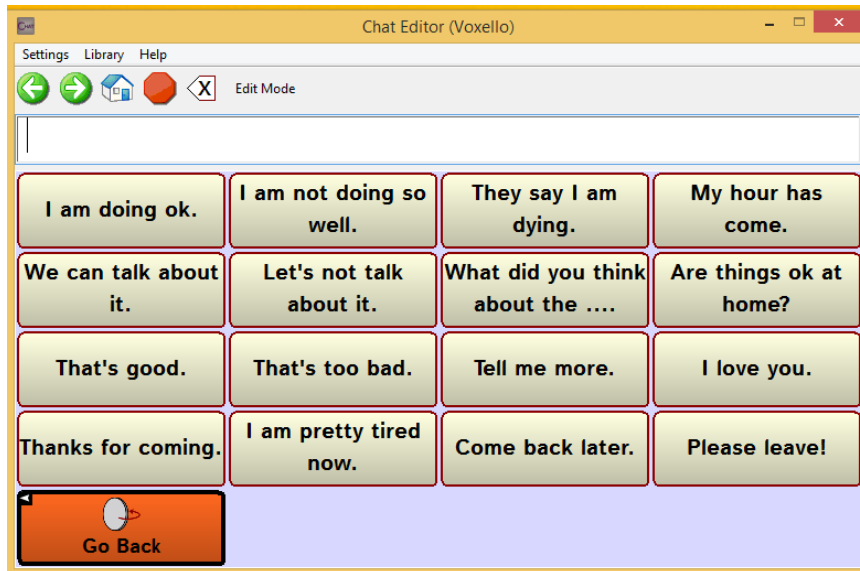 CHAT
Chat Editor (Voxello)
Settings Library Help
X Edit Mode
I am doing ok.
I am not doing so
well.
They say I am
dying.
My hour has
come.
We can talk about
it.
Let's not talk
about it.
What did you think
about the ....
Are things ok at
home?
That's good.
That's too bad.
Tell me more.
I love you.
Thanks for coming.
I am pretty tired
now.
Come back later.
Please leave!
Go Back